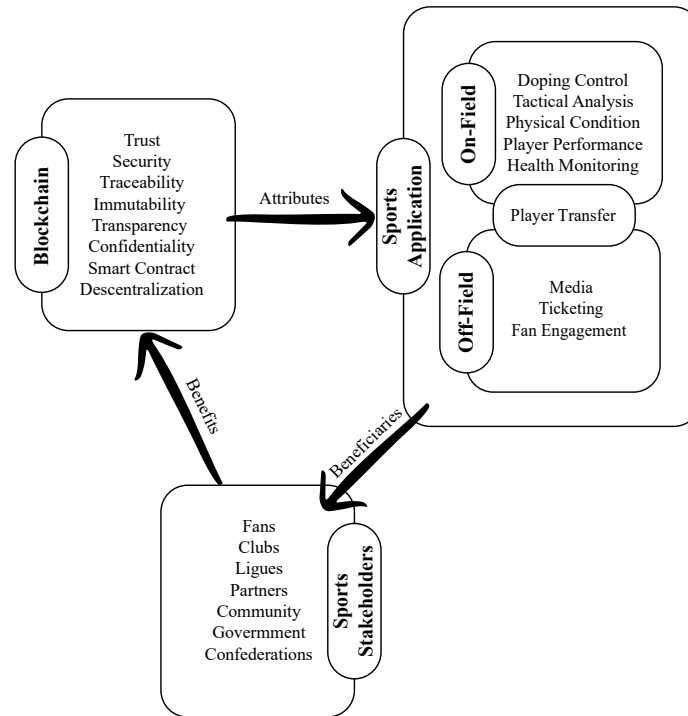 Blockchain
Trust
Security
Traceability
Immutability
Transparency
Confidentiality
Smart Contract
Descentralization
Attributes
Sports
Application
On-Field
Doping Control
Tactical Analysis
Physical Condition
Player Performance
Health Monitoring
Player Transfer
Off-Field
Media
Ticketing
Fan Engagement
Beneficiaries
Sports
Stakeholders
Fans
Clubs
Ligues
Partners
Community
Govermment
Confederations
Benefits